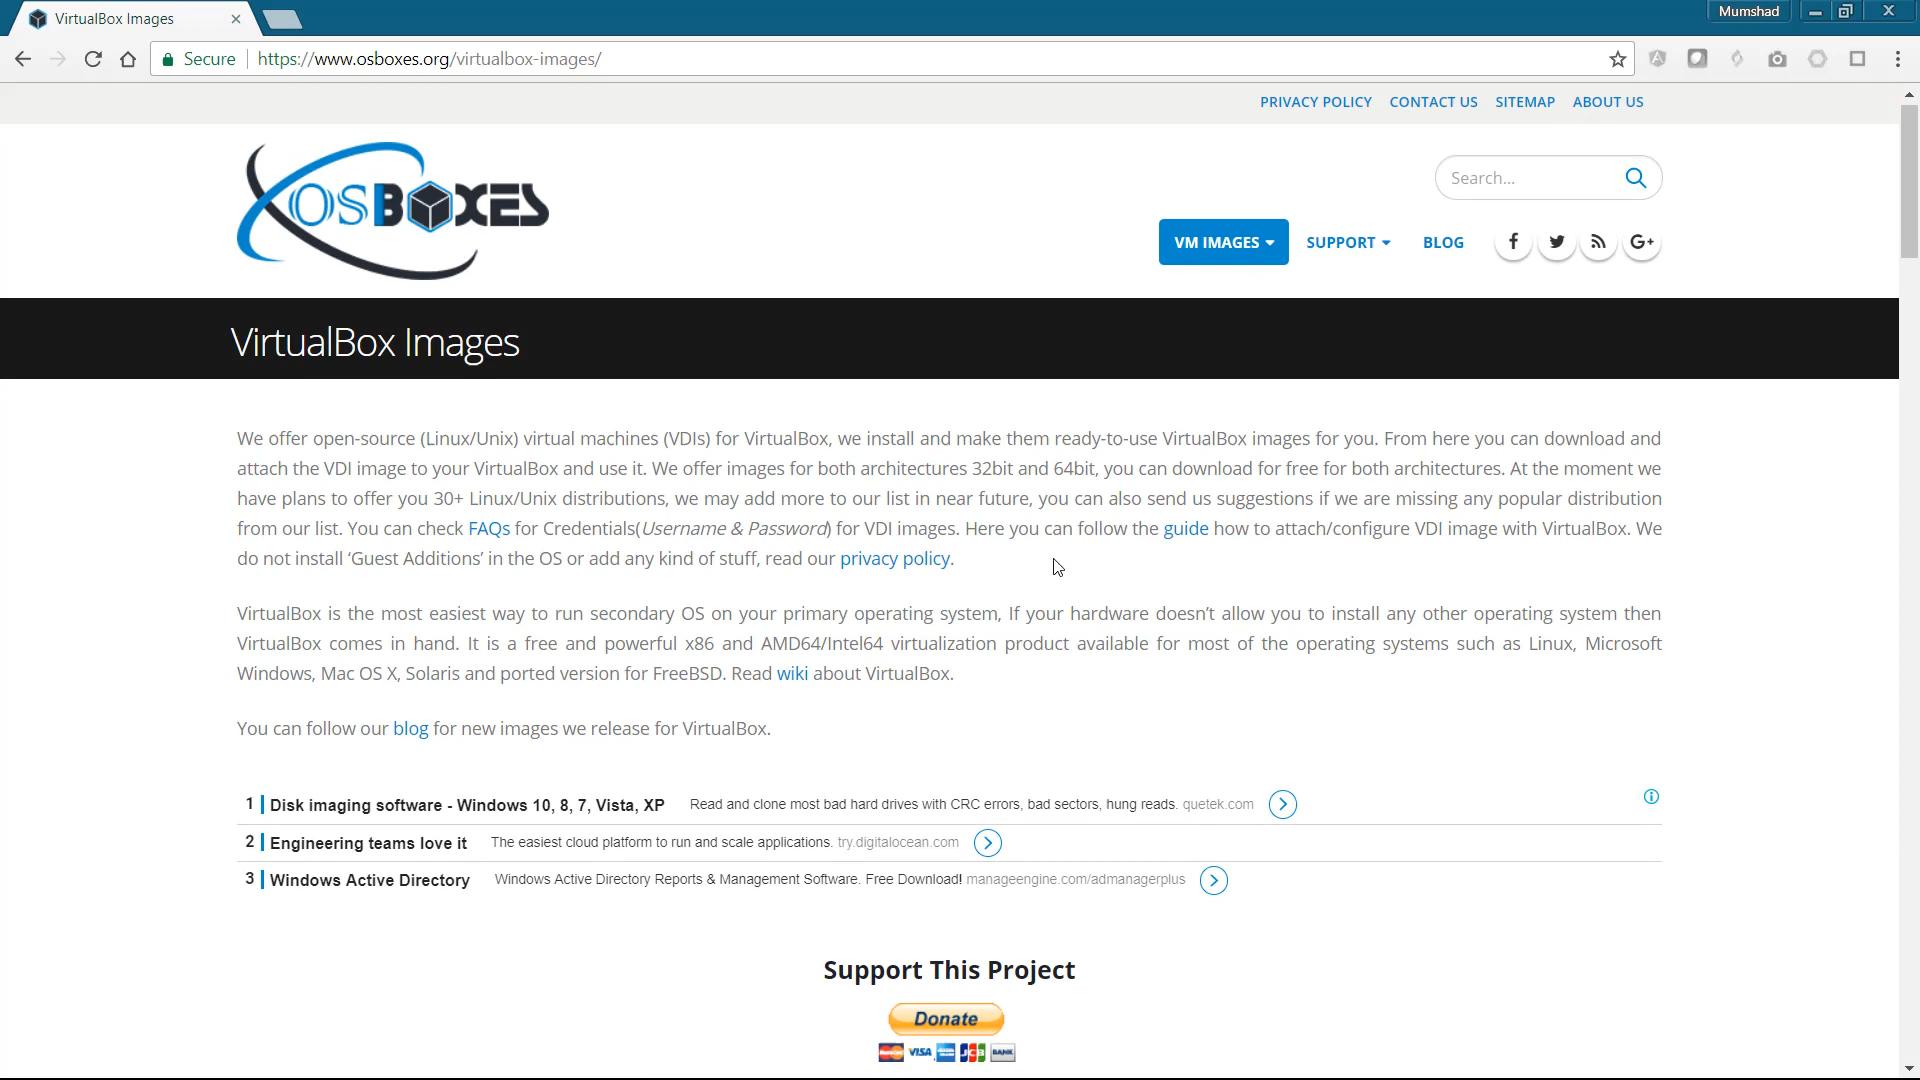 VirtualBox Images
Mumshad
Secure
https://www.osboxes.org/virtualbox-images/
PRIVACY POLICY CONTACT US SITEMAP ABOUT US
OSBOXES
Search...
VM IMAGES SUPPORT BLOG G+
VirtualBox Images
We offer open-source (Linux/Unix) virtual machines (VDIs) for VirtualBox, we install and make them ready-to-use VirtualBox images for you. From here you can download and
attach the VDI image to your VirtualBox and use it. We offer images for both architectures 32bit and 64bit, you can download for free for both architectures. At the moment we
have plans to offer you 30+ Linux/Unix distributions, we may add more to our list in near future, you can also send us suggestions if we are missing any popular distribution
from our list. You can check FAQs for Credentials(Username & Password) for VDI images. Here you can follow the guide how to attach/configure VDI image with VirtualBox. We
do not install ‘Guest Additions’ in the OS or add any kind of stuff, read our privacy policy.
VirtualBox is the most easiest way to run secondary OS on your primary operating system, If your hardware doesn’t allow you to install any other operating system then
VirtualBox comes in hand. It is a free and powerful x86 and AMD64/Intel64 virtualization product available for most of the operating systems such as Linux, Microsoft
Windows, Mac OS X, Solaris and ported version for FreeBSD. Read wiki about VirtualBox.
You can follow our blog for new images we release for VirtualBox.
1 Disk imaging software - Windows 10, 8, 7, Vista, XP Read and clone most bad hard drives with CRC errors, bad sectors, hung reads. quetek.com
2 Engineering teams love it The easiest cloud platform to run and scale applications. try.digitalocean.com
3 Windows Active Directory Windows Active Directory Reports & Management Software. Free Download! manageengine.com/admanagerplus
Support This Project
Donate
VISA JCB BANK